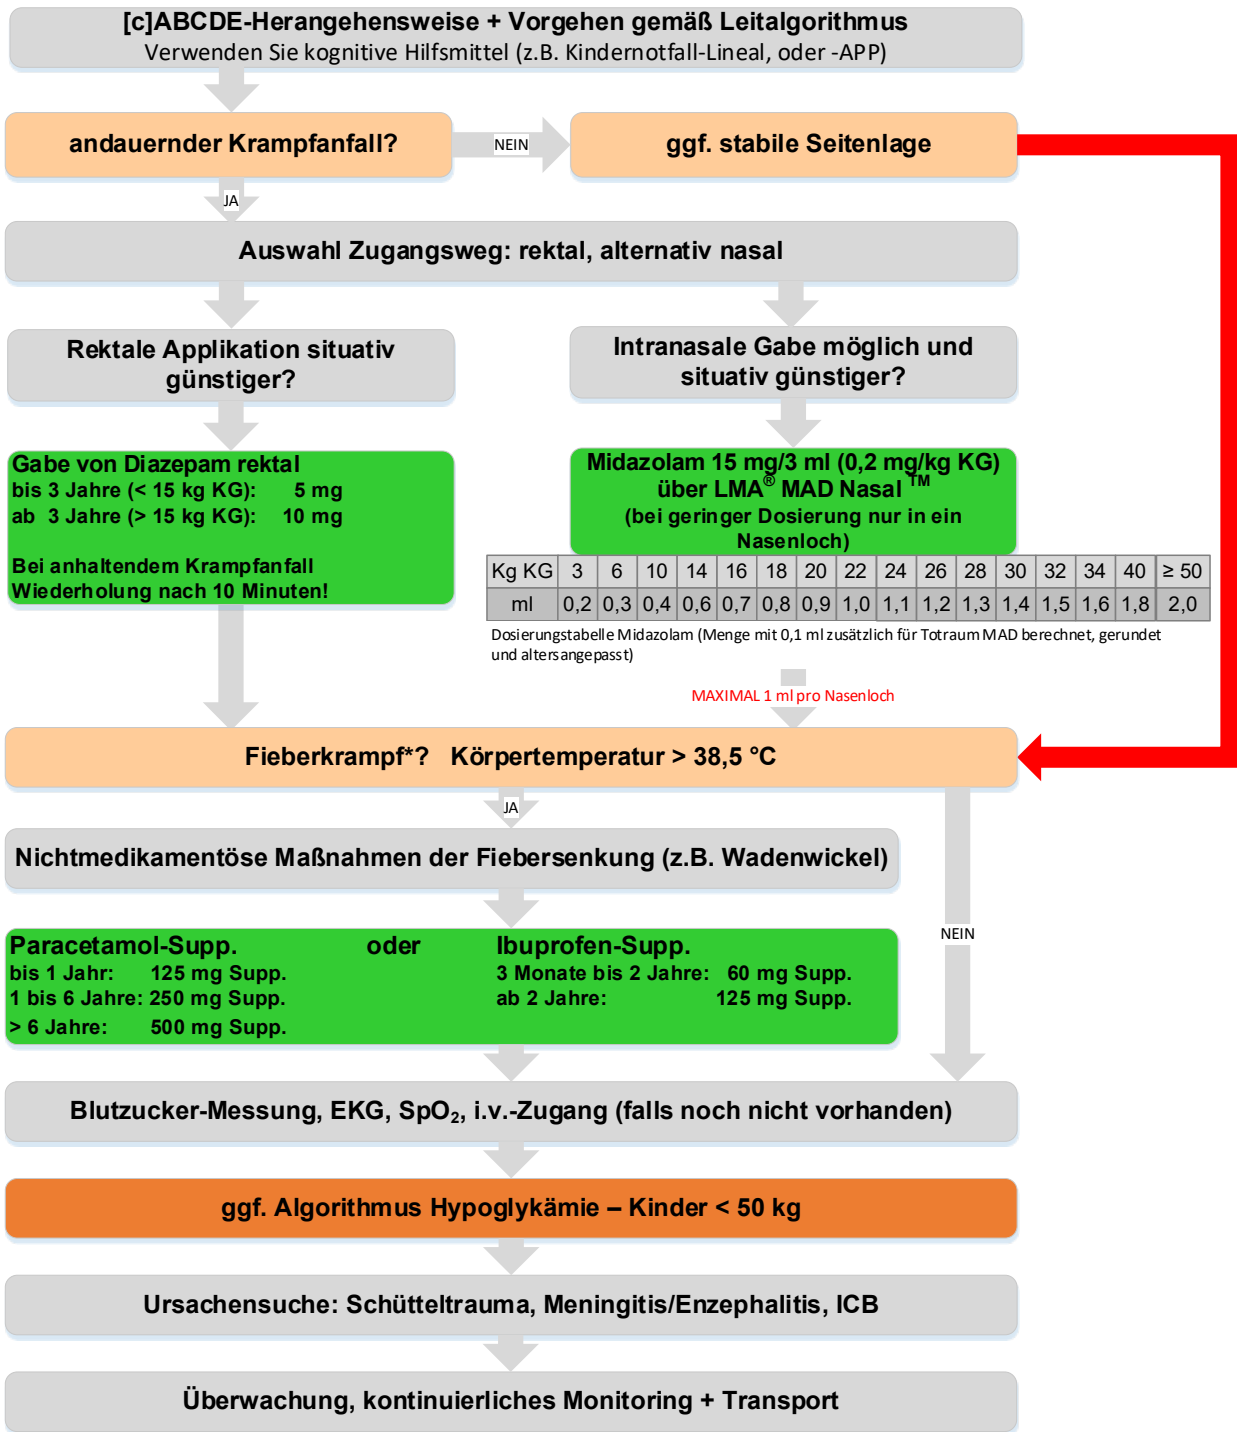 [c]ABCDE-Herangehensweise + Vorgehen gemäß Leitalgorithmus
Verwenden Sie kognitive Hilfsmittel (z.B. Kindernotfall-Lineal, oder -APP)
andauernder Krampfanfall?
NEIN
ggf. stabile Seitenlage
JA
Auswahl Zugangsweg: rektal, alternativ nasal
Rektale Applikation situativ
günstiger?
Intranasale Gabe möglich und
situativ günstiger?
Gabe von Diazepam rektal
bis 3 Jahre (< 15 kg KG): 5 mg
ab 3 Jahre (> 15 kg KG): 10 mg
Bei anhaltendem Krampfanfall
Wiederholung nach 10 Minuten!
Midazolam 15 mg/3 ml (0,2 mg/kg KG)
über LMA® MAD Nasal ™
(bei geringer Dosierung nur in ein
Nasenloch)
Kg KG 3 6 10 14 16 18 20 22 24 26 28 30 32 34 40 ≥ 50
ml 0,2 0,3 0,4 0,6 0,7 0,8 0,9 1,0 1,1 1,2 1,3 1,4 1,5 1,6 1,8 2,0
Dosierungstabelle Midazolam (Menge mit 0,1 ml zusätzlich für Totraum MAD berechnet, gerundet
und altersangepasst)
MAXIMAL 1 ml pro Nasenloch
Fieberkrampf*? Körpertemperatur > 38,5 °C
JA
Nichtmedikamentöse Maßnahmen der Fiebersenkung (z.B. Wadenwickel)
NEIN
Paracetamol-Supp. oder Ibuprofen-Supp.
bis 1 Jahr: 125 mg Supp. 3 Monate bis 2 Jahre: 60 mg Supp.
1 bis 6 Jahre: 250 mg Supp. ab 2 Jahre: 125 mg Supp.
> 6 Jahre: 500 mg Supp.
Blutzucker-Messung, EKG, SpO₂, i.v.-Zugang (falls noch nicht vorhanden)
ggf. Algorithmus Hypoglykämie – Kinder < 50 kg
Ursachensuche: Schütteltrauma, Meningitis/Enzephalitis, ICB
Überwachung, kontinuierliches Monitoring + Transport